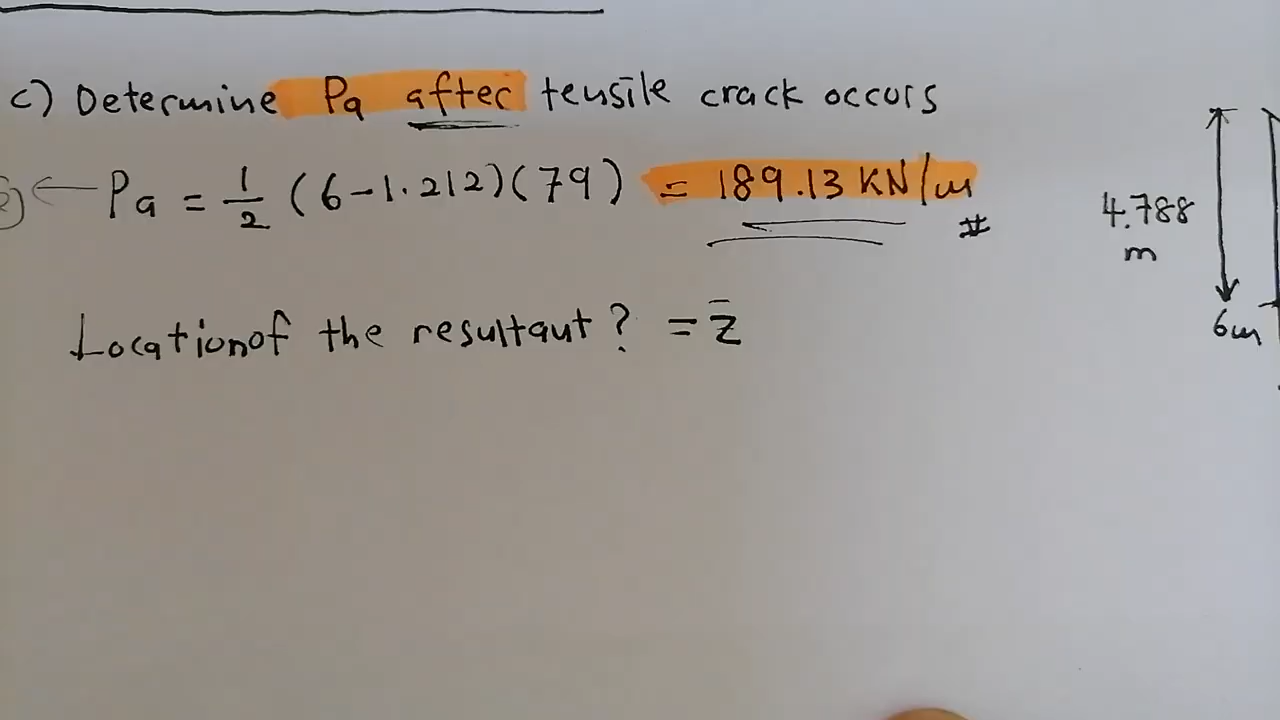 c) Determine Pa after tensile crack occurs
2) ← Pa = 1/2 (6-1.212)(79) = 189.13 KN/m #
4.788
m
Location of the resultant ? = z̄
6m